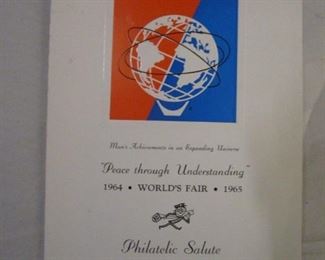 Man's Achievements in an Expanding Universe
"Peace through Understanding"
1964 • WORLD'S FAIR • 1965
Philatelic Salute